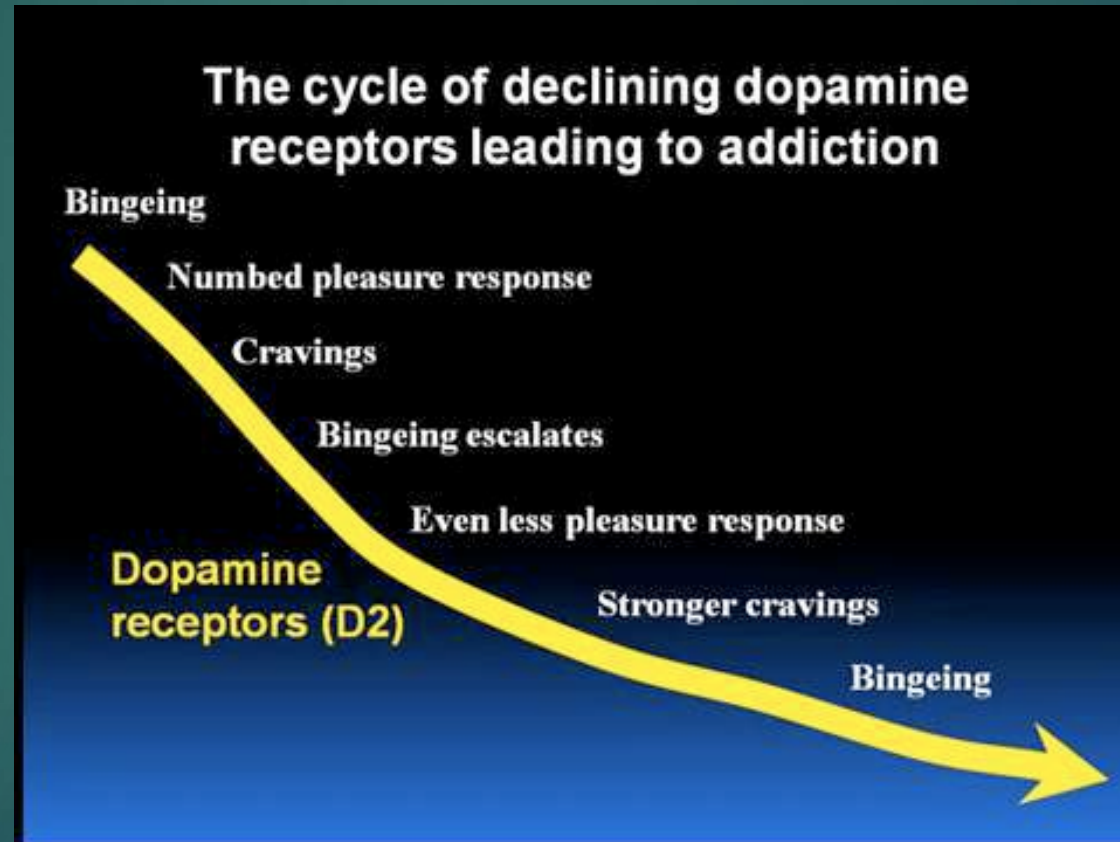 The cycle of declining dopamine
receptors leading to addiction
Bingeing
Numbed pleasure response
Cravings
Bingeing escalates
Even less pleasure response
Dopamine
receptors (D2)
Stronger cravings
Bingeing